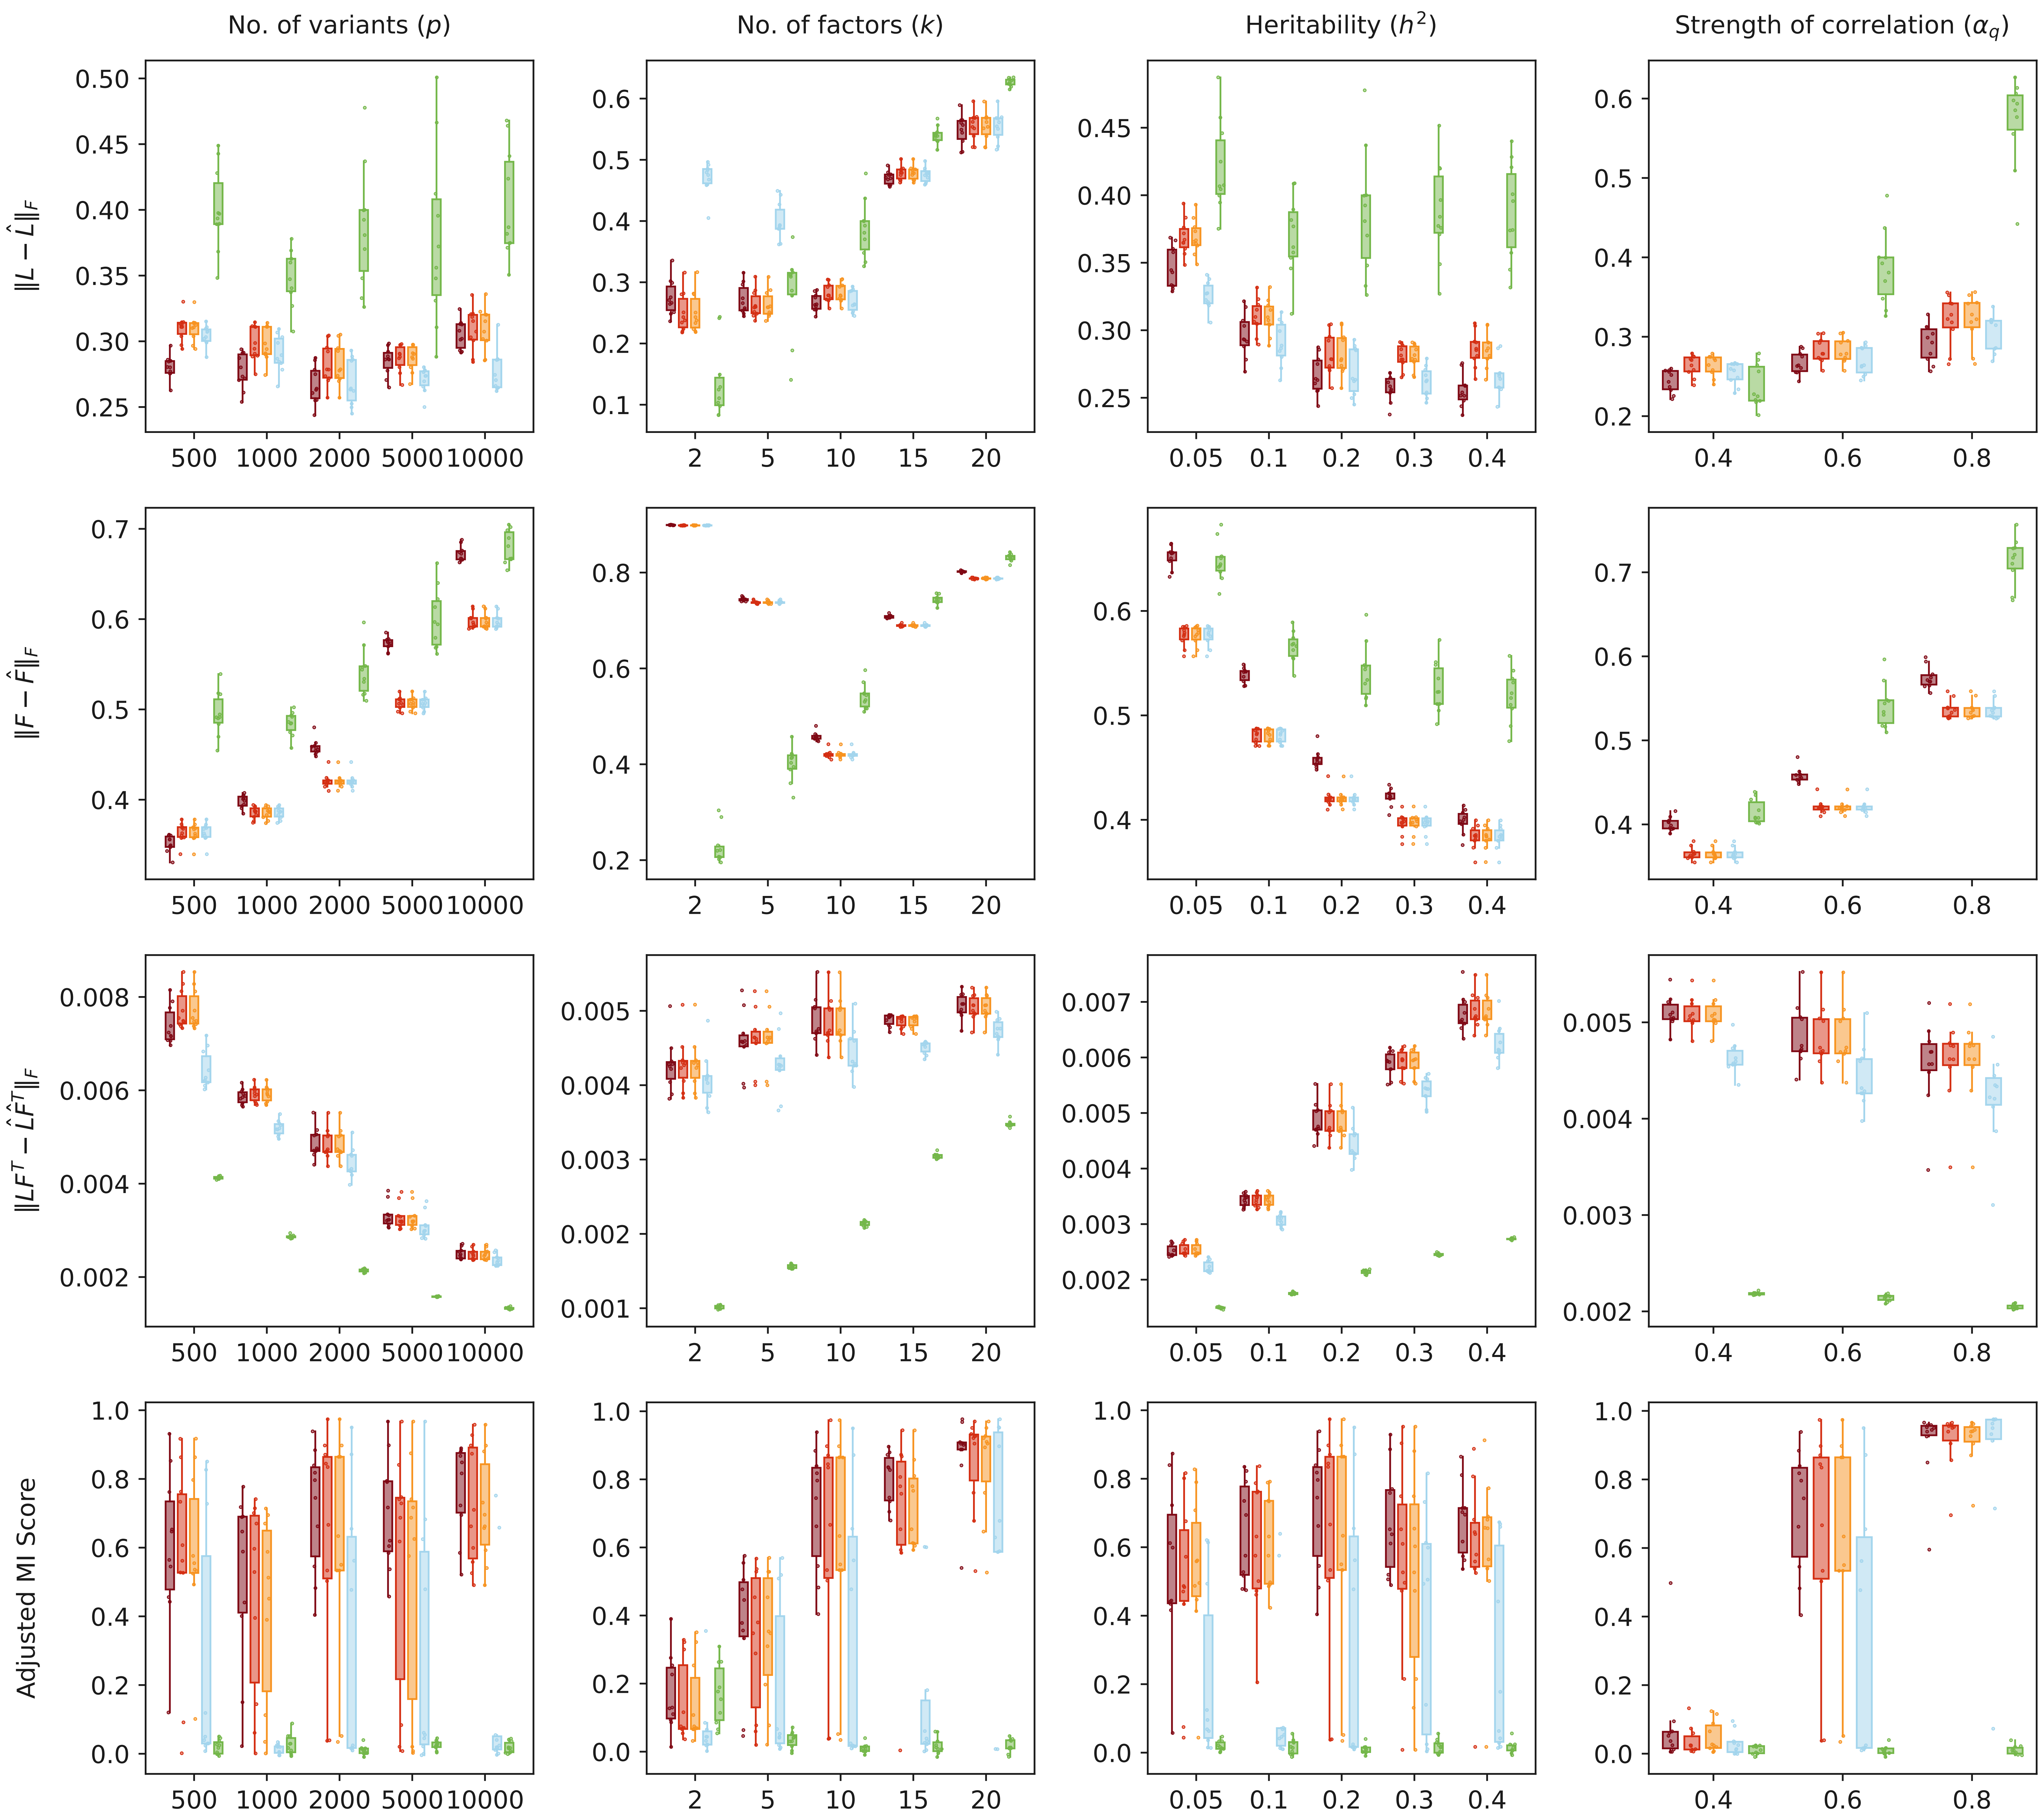 No. of variants (p) No. of factors (k) Heritability (h²) Strength of correlation (α_q)
‖L − L̂‖_F
0.50 0.45 0.40 0.35 0.30 0.25
500 1000 2000 5000 10000
0.6 0.5 0.4 0.3 0.2 0.1
2 5 10 15 20
0.45 0.40 0.35 0.30 0.25
0.05 0.1 0.2 0.3 0.4
0.6 0.5 0.4 0.3 0.2
0.4 0.6 0.8
‖F − F̂‖_F
0.7 0.6 0.5 0.4
500 1000 2000 5000 10000
0.8 0.6 0.4 0.2
2 5 10 15 20
0.6 0.5 0.4
0.05 0.1 0.2 0.3 0.4
0.7 0.6 0.5 0.4
0.4 0.6 0.8
‖LFᵀ − L̂F̂ᵀ‖_F
0.008 0.006 0.004 0.002
500 1000 2000 5000 10000
0.005 0.004 0.003 0.002 0.001
2 5 10 15 20
0.007 0.006 0.005 0.004 0.003 0.002
0.05 0.1 0.2 0.3 0.4
0.005 0.004 0.003 0.002
0.4 0.6 0.8
Adjusted MI Score
1.0 0.8 0.6 0.4 0.2 0.0
500 1000 2000 5000 10000
1.0 0.8 0.6 0.4 0.2 0.0
2 5 10 15 20
1.0 0.8 0.6 0.4 0.2 0.0
0.05 0.1 0.2 0.3 0.4
1.0 0.8 0.6 0.4 0.2 0.0
0.4 0.6 0.8